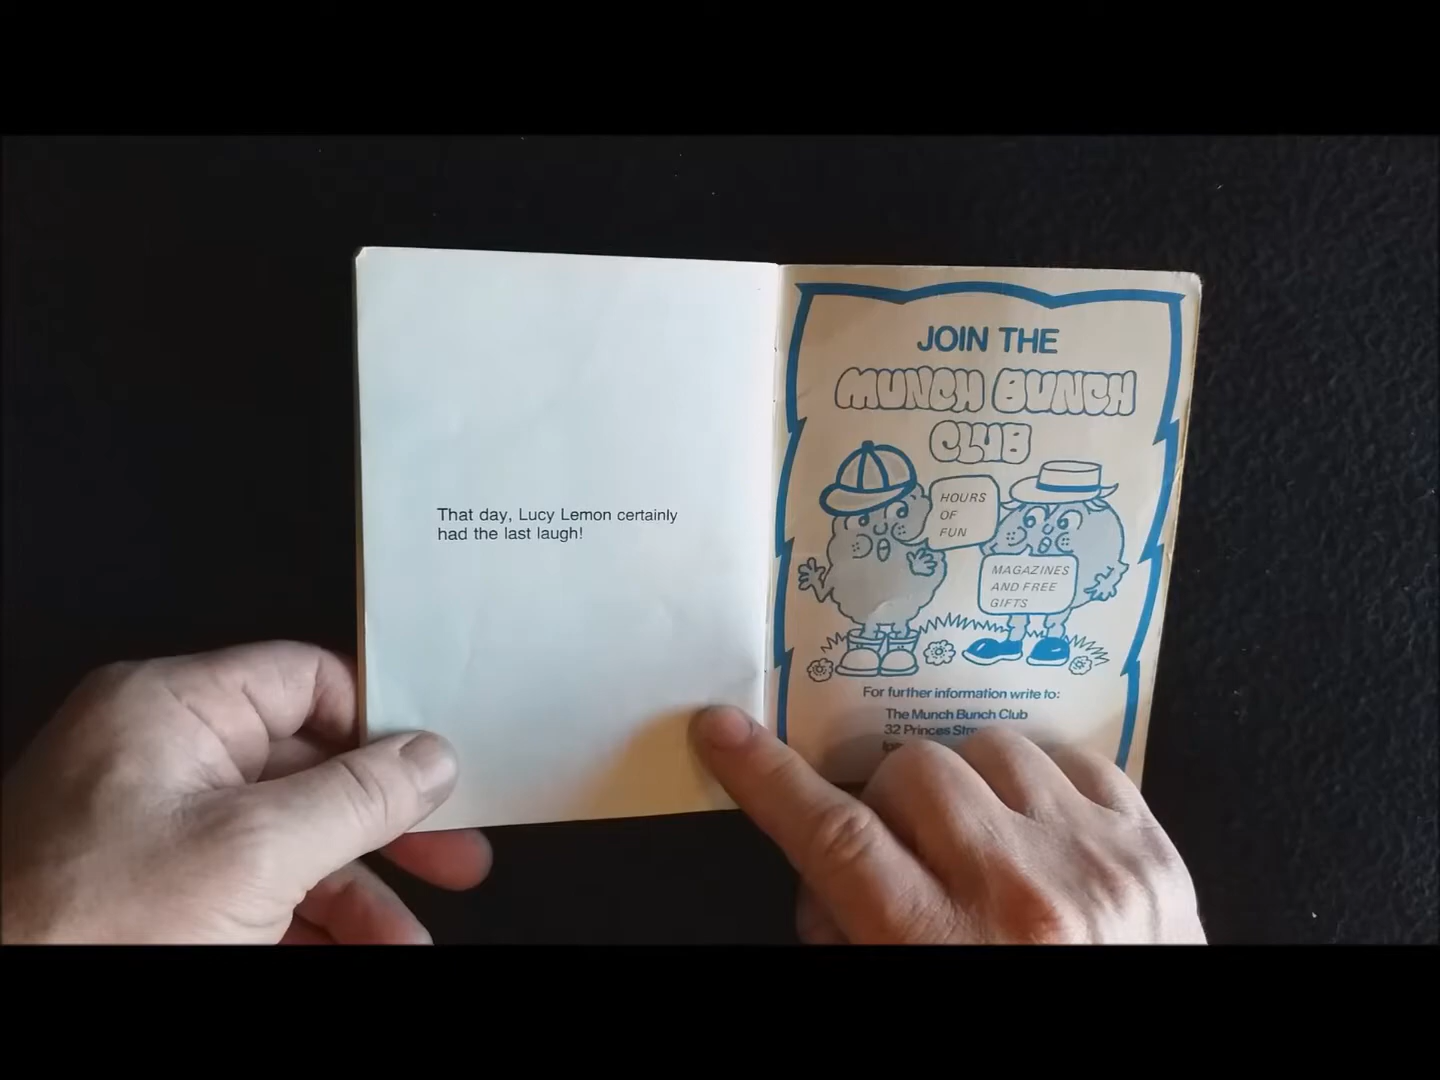 That day, Lucy Lemon certainly
had the last laugh!
JOIN THE
MUNCH BUNCH
CLUB
HOURS
OF
FUN
MAGAZINES
AND FREE
GIFTS
For further information write to:
The Munch Bunch Club
32 Princes